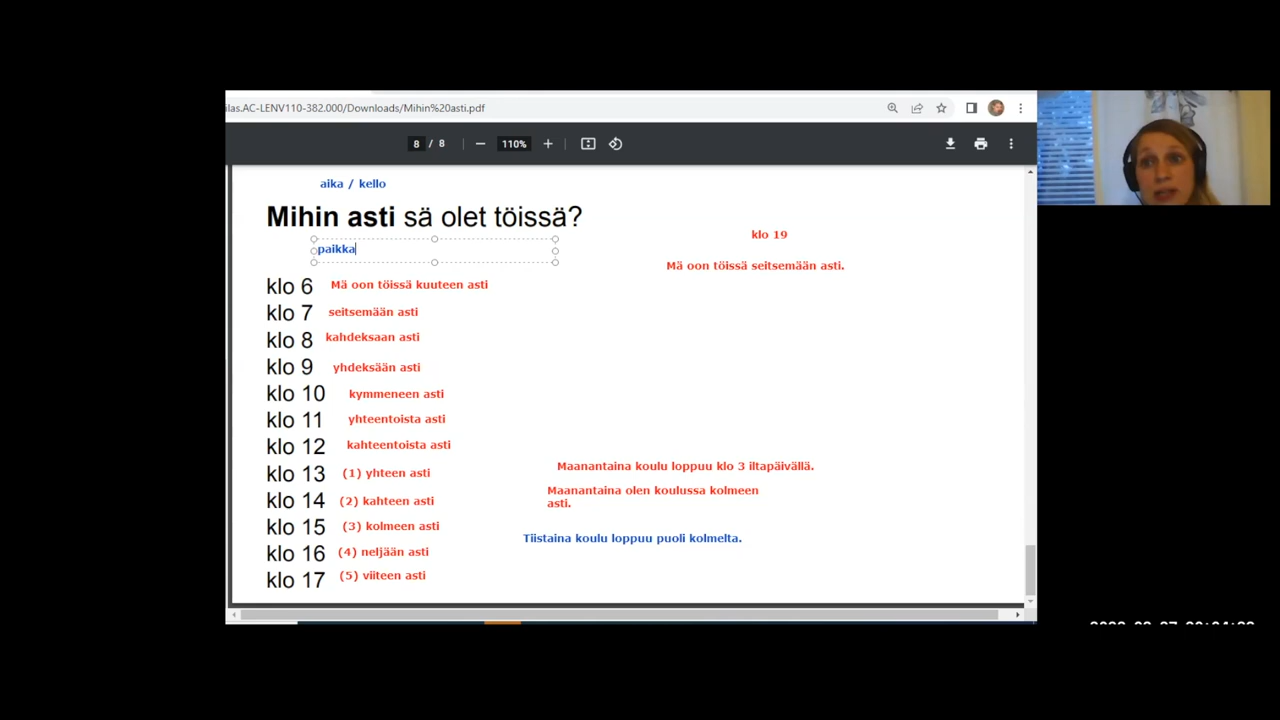 ilas.AC-LENV110-382.000/Downloads/Mihin%20asti.pdf
8 / 8
110%
aika / kello
Mihin asti sä olet töissä?
paikka
klo 19
Mä oon töissä seitsemään asti.
klo 6 Mä oon töissä kuuteen asti
klo 7 seitsemään asti
klo 8 kahdeksaan asti
klo 9 yhdeksään asti
klo 10 kymmeneen asti
klo 11 yhteentoista asti
klo 12 kahteentoista asti
klo 13 (1) yhteen asti
klo 14 (2) kahteen asti
klo 15 (3) kolmeen asti
klo 16 (4) neljään asti
klo 17 (5) viiteen asti
Maanantaina koulu loppuu klo 3 iltapäivällä.
Maanantaina olen koulussa kolmeen
asti.
Tiistaina koulu loppuu puoli kolmelta.